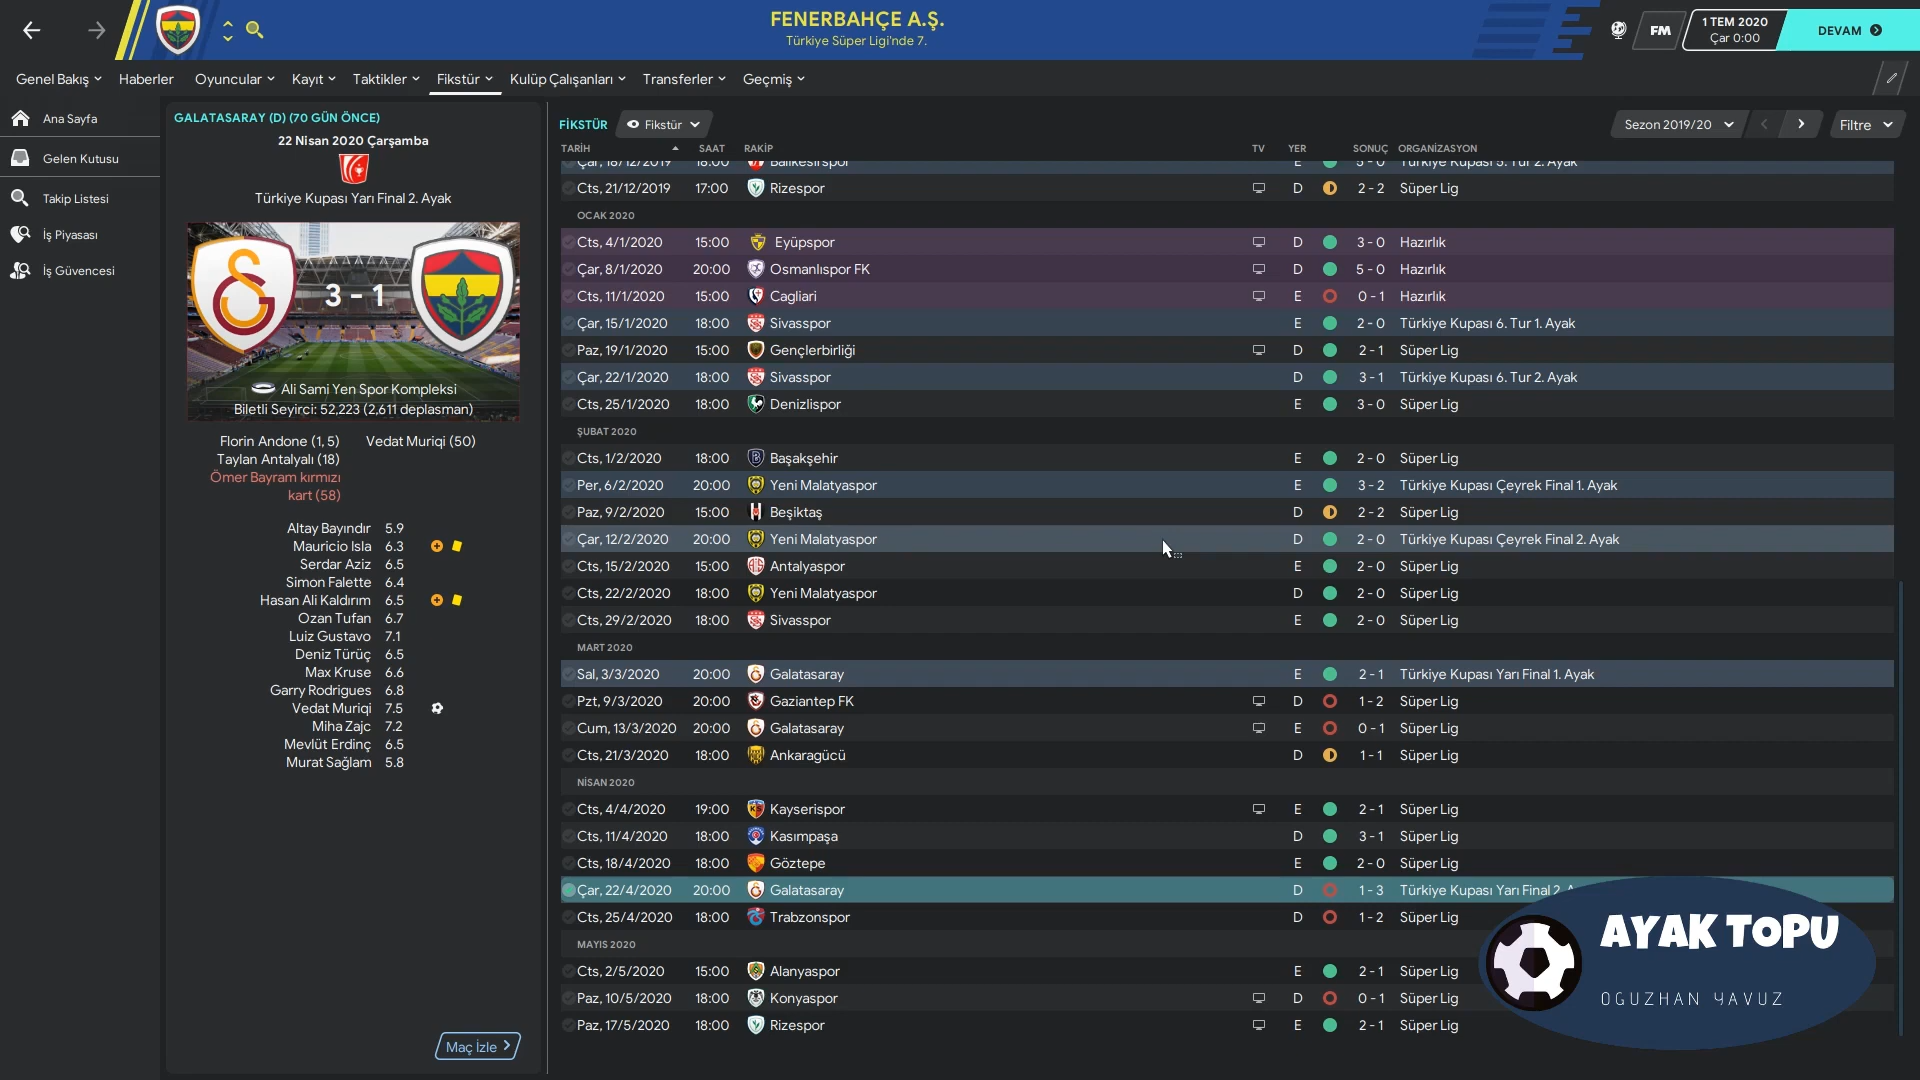 FENERBAHÇE A.Ş.
Türkiye Süper Ligi'nde 7.
FM
1 TEM 2020
Çar 0:00
DEVAM
Genel Bakış Haberler Oyuncular Kayıt Taktikler Fikstür Kulüp Çalışanları Transferler Geçmiş
Ana Sayfa
Gelen Kutusu
Takip Listesi
İş Piyasası
İş Güvencesi
GALATASARAY (D) (70 GÜN ÖNCE)
22 Nisan 2020 Çarşamba
Türkiye Kupası Yarı Final 2. Ayak
3 - 1
Ali Sami Yen Spor Kompleksi
Biletli Seyirci: 52,223 (2,611 deplasman)
Florin Andone (1, 5) Vedat Muriqi (50)
Taylan Antalyalı (18)
Ömer Bayram kırmızı
kart (58)
Altay Bayındır 5.9
Mauricio Isla 6.3
Serdar Aziz 6.5
Simon Falette 6.4
Hasan Ali Kaldırım 6.5
Ozan Tufan 6.7
Luiz Gustavo 7.1
Deniz Türüç 6.5
Max Kruse 6.6
Garry Rodrigues 6.8
Vedat Muriqi 7.5
Miha Zajc 7.2
Mevlüt Erdinç 6.5
Murat Sağlam 5.8
Maç İzle
FİKSTÜR Fikstür Sezon 2019/20 Filtre
TARİH SAAT RAKİP TV YER SONUÇ ORGANİZASYON
Çar, 18/12/2019 18:00 Balıkesirspor E 5 - 0 Türkiye Kupası 5. Tur 2. Ayak
Cts, 21/12/2019 17:00 Rizespor D 2 - 2 Süper Lig
OCAK 2020
Cts, 4/1/2020 15:00 Eyüpspor D 3 - 0 Hazırlık
Çar, 8/1/2020 20:00 Osmanlıspor FK D 5 - 0 Hazırlık
Cts, 11/1/2020 15:00 Cagliari E 0 - 1 Hazırlık
Çar, 15/1/2020 18:00 Sivasspor E 2 - 0 Türkiye Kupası 6. Tur 1. Ayak
Paz, 19/1/2020 15:00 Gençlerbirliği D 2 - 1 Süper Lig
Çar, 22/1/2020 18:00 Sivasspor D 3 - 1 Türkiye Kupası 6. Tur 2. Ayak
Cts, 25/1/2020 18:00 Denizlispor E 3 - 0 Süper Lig
ŞUBAT 2020
Cts, 1/2/2020 18:00 Başakşehir E 2 - 0 Süper Lig
Per, 6/2/2020 20:00 Yeni Malatyaspor E 3 - 2 Türkiye Kupası Çeyrek Final 1. Ayak
Paz, 9/2/2020 15:00 Beşiktaş D 2 - 2 Süper Lig
Çar, 12/2/2020 20:00 Yeni Malatyaspor D 2 - 0 Türkiye Kupası Çeyrek Final 2. Ayak
Cts, 15/2/2020 15:00 Antalyaspor E 2 - 0 Süper Lig
Cts, 22/2/2020 18:00 Yeni Malatyaspor D 2 - 0 Süper Lig
Cts, 29/2/2020 18:00 Sivasspor E 2 - 0 Süper Lig
MART 2020
Sal, 3/3/2020 20:00 Galatasaray E 2 - 1 Türkiye Kupası Yarı Final 1. Ayak
Pzt, 9/3/2020 20:00 Gaziantep FK D 1 - 2 Süper Lig
Cum, 13/3/2020 20:00 Galatasaray E 0 - 1 Süper Lig
Cts, 21/3/2020 18:00 Ankaragücü D 1 - 1 Süper Lig
NİSAN 2020
Cts, 4/4/2020 19:00 Kayserispor E 2 - 1 Süper Lig
Cts, 11/4/2020 18:00 Kasımpaşa D 3 - 1 Süper Lig
Cts, 18/4/2020 18:00 Göztepe E 2 - 0 Süper Lig
Çar, 22/4/2020 20:00 Galatasaray D 1 - 3 Türkiye Kupası Yarı Final 2.
Cts, 25/4/2020 18:00 Trabzonspor D 1 - 2 Süper Lig
MAYIS 2020
Cts, 2/5/2020 15:00 Alanyaspor E 2 - 1 Süper Lig
Paz, 10/5/2020 18:00 Konyaspor D 0 - 1 Süper Lig
Paz, 17/5/2020 18:00 Rizespor E 2 - 1 Süper Lig
AYAK TOPU
OGUZHAN YAVUZ